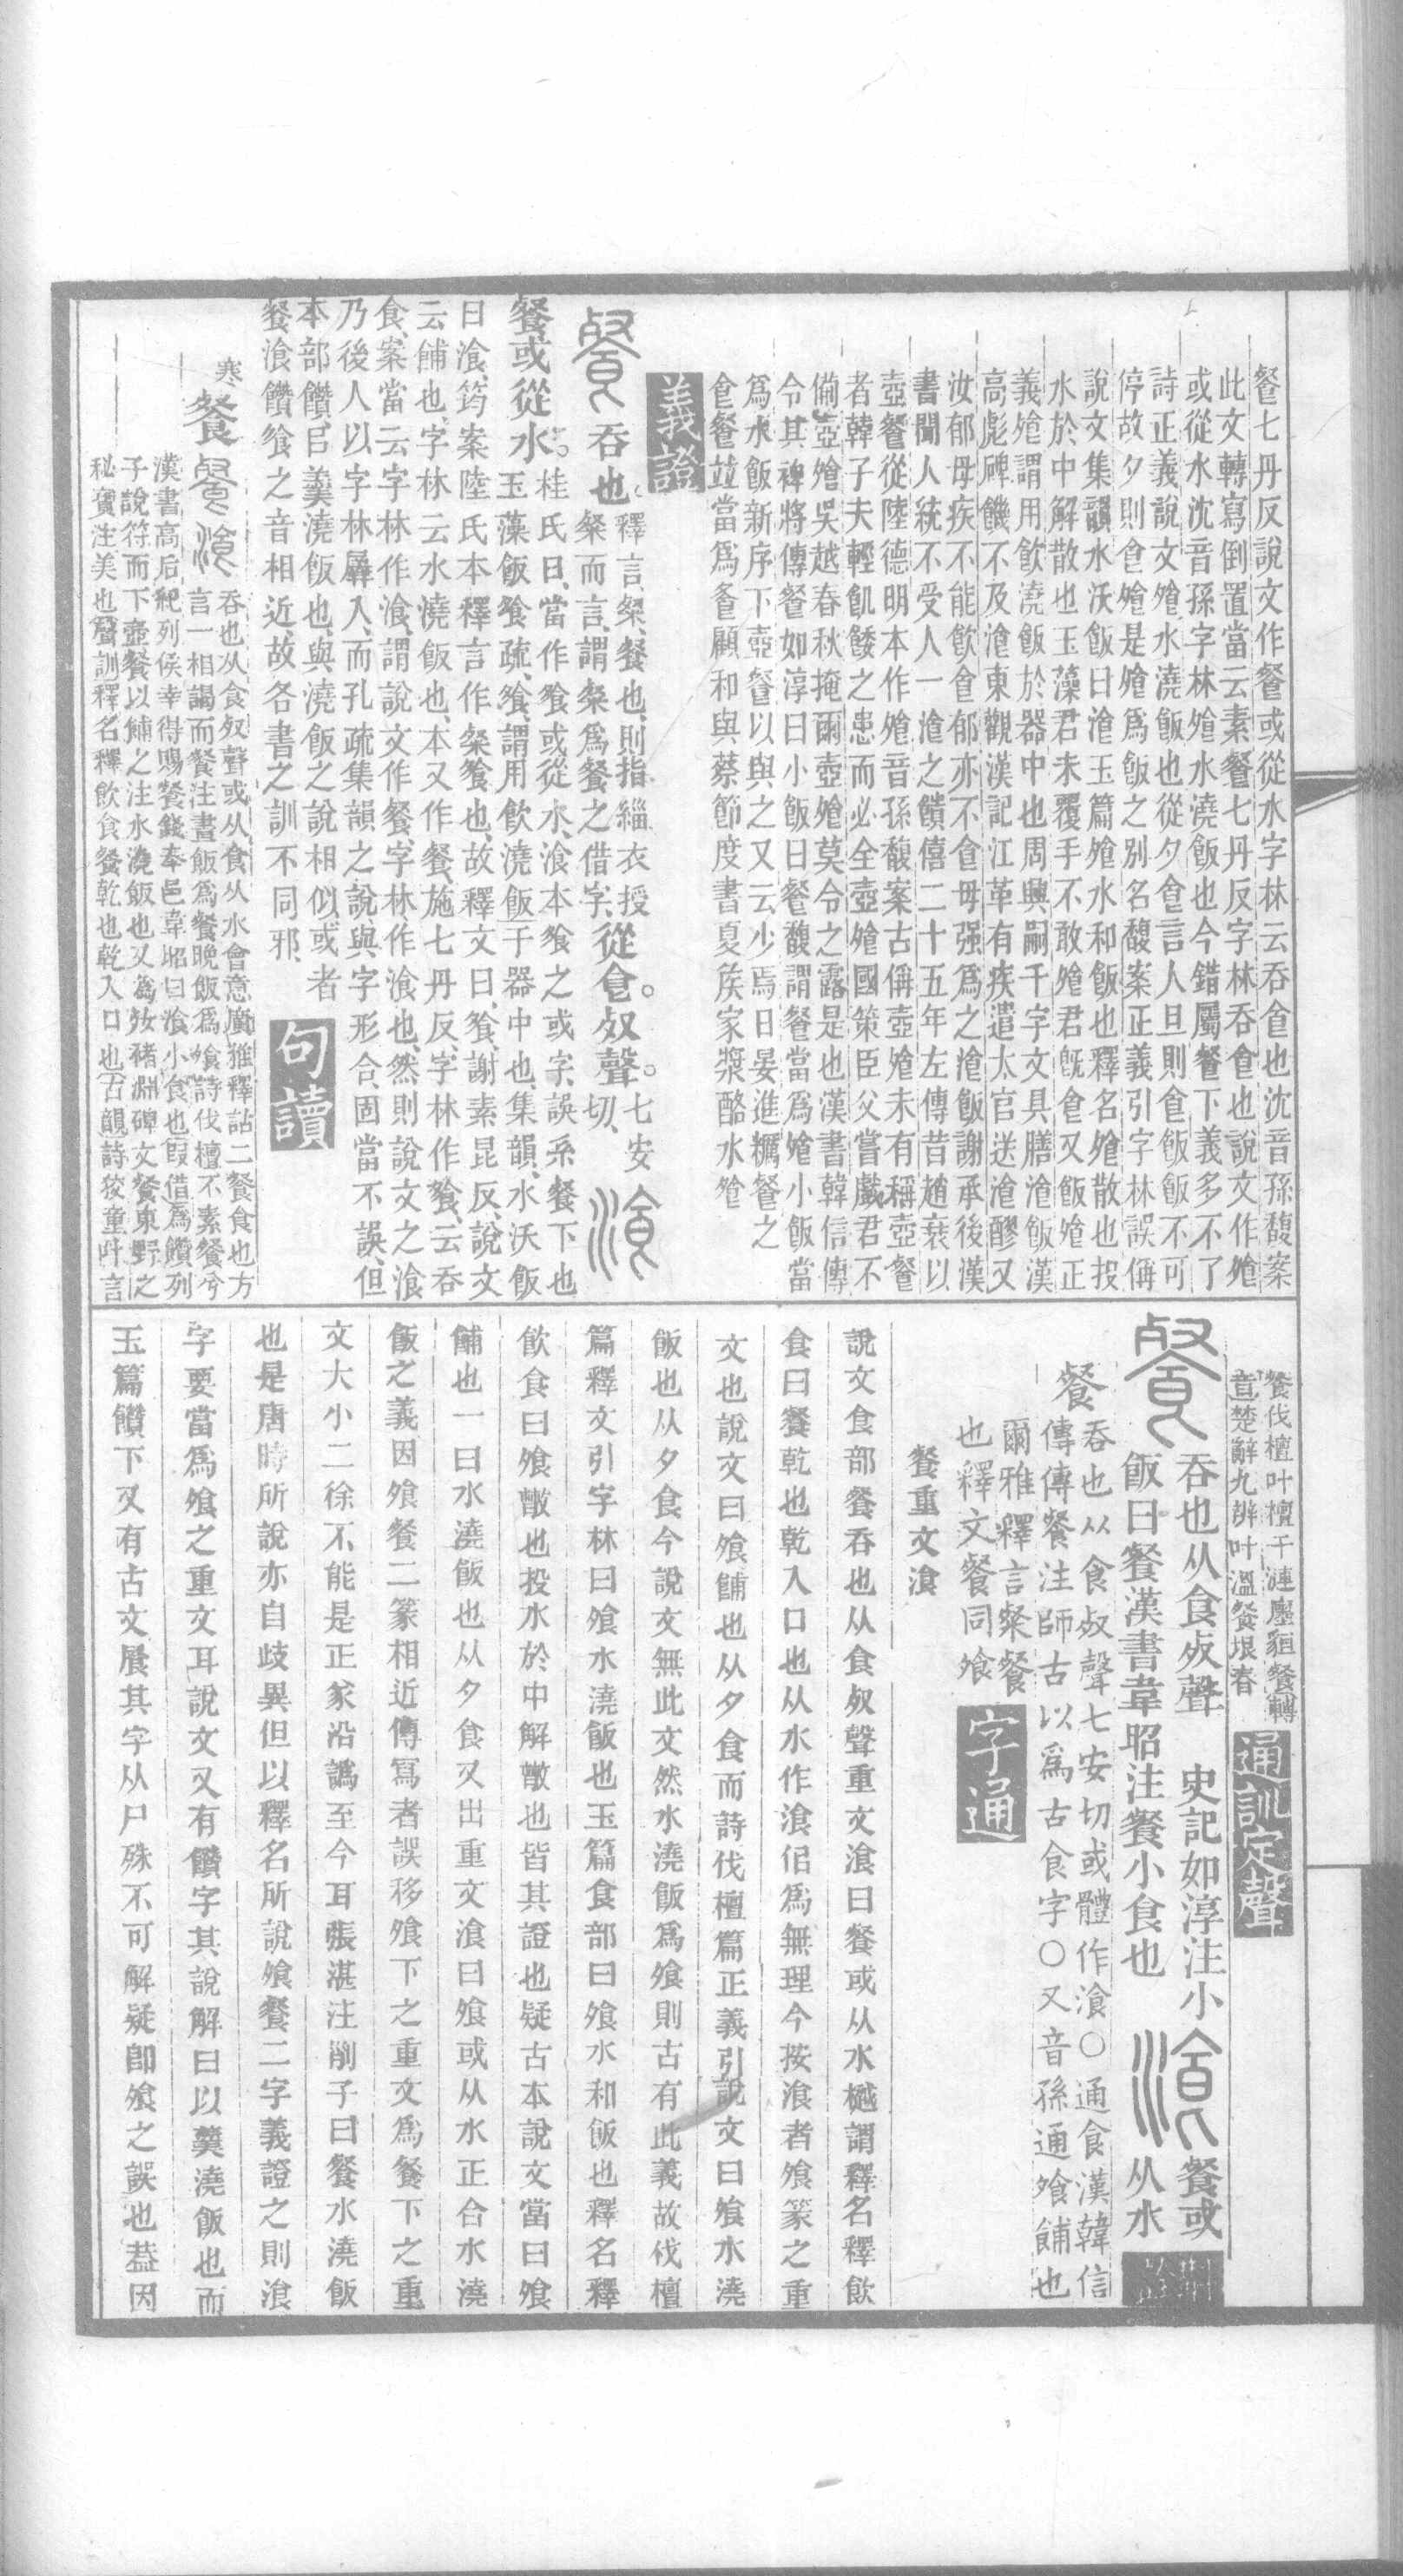 餐七丹反說文作餐或從水字林云吞食也沈音孫馥案
此文轉寫倒置當云素餐七丹反字林吞食也說文作飧
或從水沈音孫字林飧水澆飯也今錯屬餐下義多不了
詩正義說文飧水澆飯也從夕食言人旦則食飯飯不可
停故夕則食飧是飧爲飯之別名馥案正義引字林誤偁
說文集韻水沃飯曰湌玉篇飧水和飯也釋名飧散也投
水於中解散也玉藻君未覆手不敢飧君旣食又飯飧正
義飧謂用飲澆飯於器中也周興嗣千字文具膳湌飯漢
高彪碑饑不及湌東觀漢記江革有疾遣太官送湌醪又
汝郁母疾不能飲食郁亦不食母强爲之湌飯謝承後漢
書聞人統不受人一湌之饋僖二十五年左傳昔趙衰以
壺餐從陸德明本作飧音孫馥案古偁壺飧未有稱壺餐
者韓子夫輕飢餧之患而必全壺飧國策臣父嘗戲君不
備壺飧吳越春秋掩爾壺飧莫令之露是也漢書韓信傳
令其裨將傳餐如淳曰小飯曰餐馥謂餐當爲飧小飯當
爲水飯新序下壺餐以與之又云少焉日晏進糲餐之
食餐竝當爲飧顧和與蔡節度書夏矦家漿酪水飧
義證
餐 吞也。釋言、粲、餐也、則指緇衣授
粲而言、謂粲爲餐之借字、從食。𣦼聲。七安
切、湌
餐或從水。桂氏曰、當作飧或從水、湌本飧之或字、誤系餐下也
玉藻飯飧疏、飧、謂用飲澆飯于器中也、集韻、水沃飯
曰湌、筠案陸氏本釋言作粲飧也、故釋文曰、飧、謝素昆反、說文
云餔也、字林云水澆飯也、本又作餐、施七丹反、字林作飧、云吞
食、案當云字林作湌、謂說文作餐、字林作湌也、然則說文之湌
乃後人以字林羼入、而孔疏集韻之說與字形合、固當不誤、但
本部饡、㠯羹澆飯也、與澆飯之說相似、或者
餐湌饡飧之音相近、故各書之訓不同邪、
句讀
寒
餐 餐 湌 吞也从食𣦼聲或从食从水會意廣雅釋詁二餐食也方
言一相謁而餐注晝飯爲餐晚飯爲飧詩伐檀不素餐兮
漢書高后紀列侯幸得賜餐錢奉邑韋昭曰湌小食也叚借爲饡列
子說符而下壺餐以餔之注水澆飯也又爲 豬淵碑文餐東野之
秘寶注美也聲訓釋名釋飲食餐乾也乾入口也古韻詩狡童叶言
餐伐檀叶檀干漣廛貆餐轉
音楚辭九辨叶溫餐垠春
通訓定聲
餐 吞也从食𣦼聲 史記如淳注小
飯曰餐漢書韋昭注餐小食也
湌 餐或
从水
餐 吞也从食𣦼聲七安切或體作湌〇通食漢韓信
傳傳餐注師古以爲古食字〇又音孫通飧餔也
爾雅釋言粲餐
也釋文餐同飧
字通
餐重文湌
說文食部餐吞也从食𣦼聲重文湌曰餐或从水樾謂釋名釋飲
食曰餐乾也乾入口也从水作湌侶爲無理今按湌者飧篆之重
文也說文曰飧餔也从夕食而詩伐檀篇正義引說文曰飧水澆
飯也从夕食今說文無此文然水澆飯爲飧則古有此義故伐檀
篇釋文引字林曰飧水澆飯也玉篇食部曰飧水和飯也釋名釋
飲食曰飧𢿱也投水於中解𢿱也皆其證也疑古本說文當曰飧
餔也一曰水澆飯也从夕食又出重文湌曰飧或从水正合水澆
飯之義因飧餐二篆相近傳寫者誤移飧下之重文爲餐下之重
文大小二徐不能是正豕沿譌至今耳張湛注削子曰餐水澆飯
也是唐時所說亦自歧異但以釋名所說飧餐二字義證之則湌
字要當爲飧之重文耳說文又有饡字其說解曰以羹澆飯也而
玉篇饡下又有古文𡳳其字从尸殊不可解疑卽飧之誤也葢因